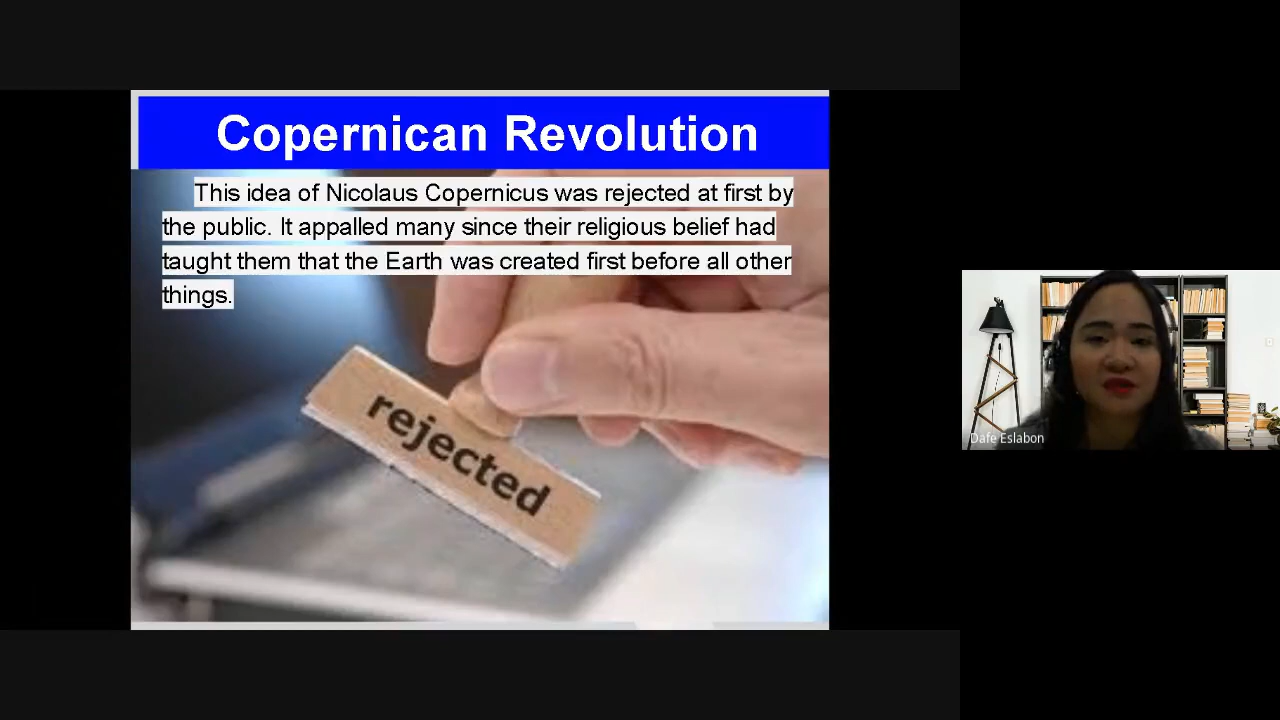 Copernican Revolution
This idea of Nicolaus Copernicus was rejected at first by
the public. It appalled many since their religious belief had
taught them that the Earth was created first before all other
things.
rejected
Dafe Eslabon